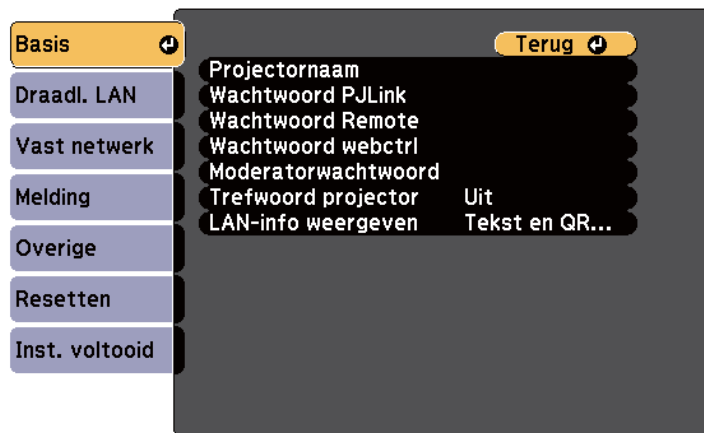 Basis
Draadl. LAN
Vast netwerk
Melding
Overige
Resetten
Inst. voltooid
Terug
Projectornaam
Wachtwoord PJLink
Wachtwoord Remote
Wachtwoord webctrl
Moderatorwachtwoord
Trefwoord projector Uit
LAN-info weergeven Tekst en QR...